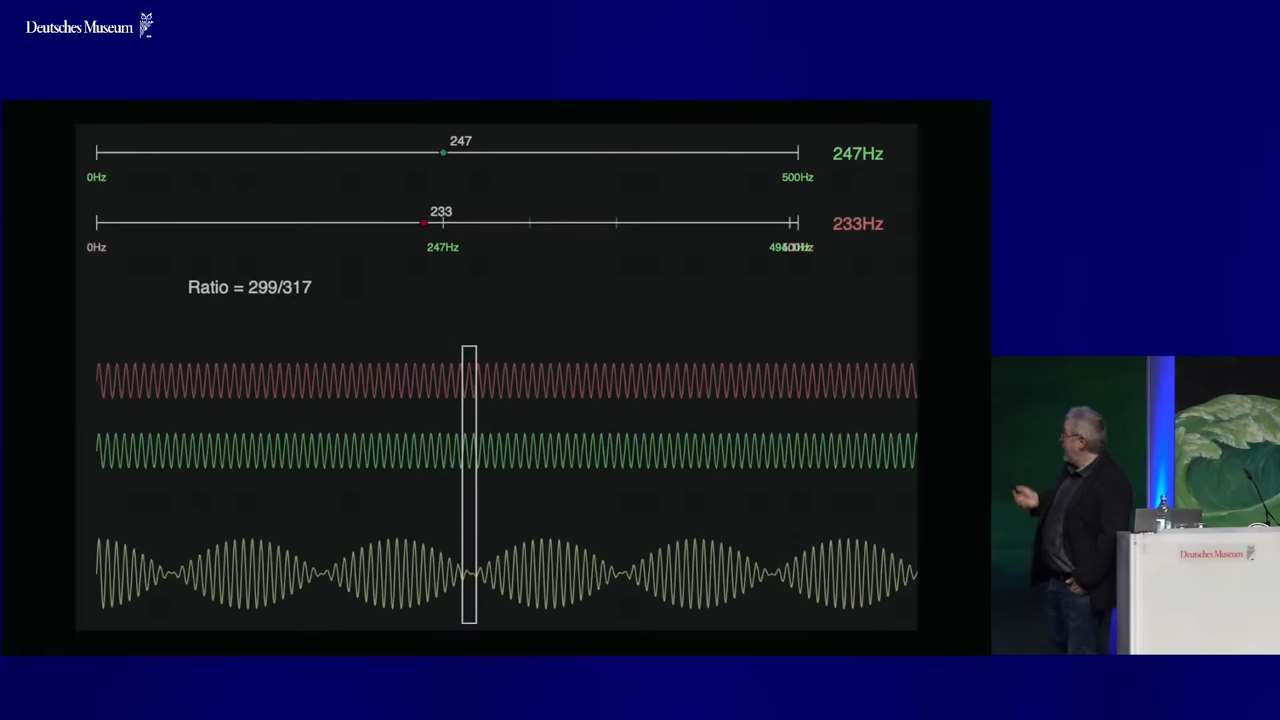 Deutsches Museum
247
247Hz
0Hz
500Hz
233
233Hz
0Hz
247Hz
Ratio = 299/317
Deutsches Museum